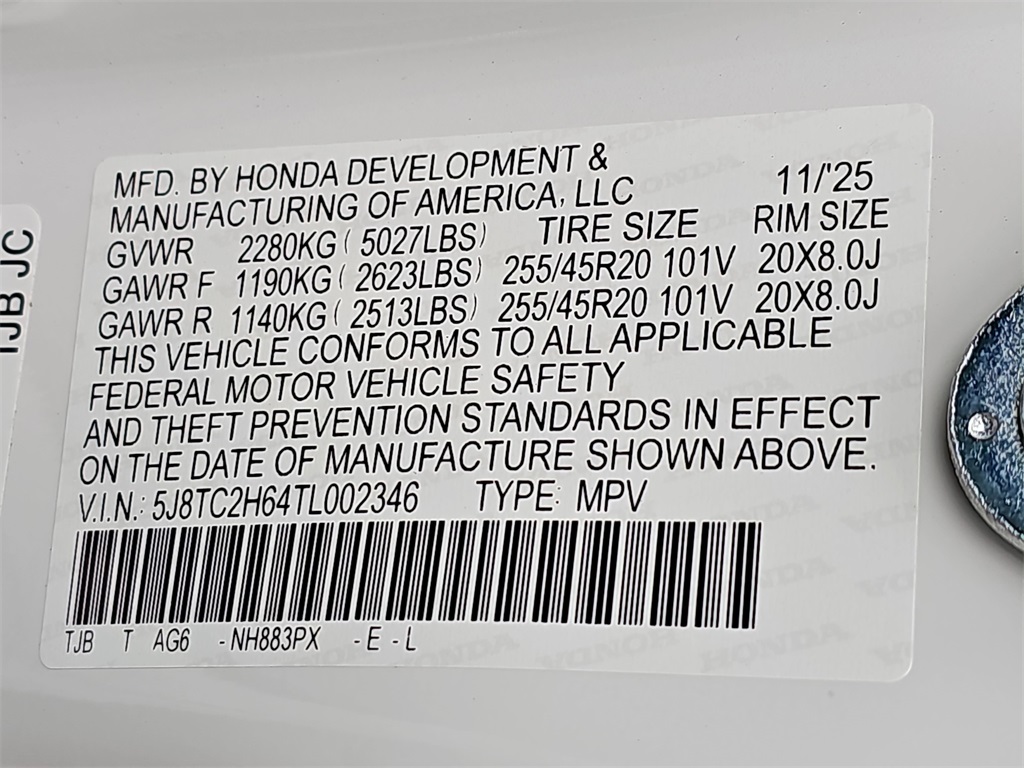 MFD. BY HONDA DEVELOPMENT &
MANUFACTURING OF AMERICA, LLC 11/'25
GVWR 2280KG ( 5027LBS) TIRE SIZE RIM SIZE
GAWR F 1190KG ( 2623LBS) 255/45R20 101V 20X8.0J
GAWR R 1140KG ( 2513LBS) 255/45R20 101V 20X8.0J
THIS VEHICLE CONFORMS TO ALL APPLICABLE
FEDERAL MOTOR VEHICLE SAFETY
AND THEFT PREVENTION STANDARDS IN EFFECT
ON THE DATE OF MANUFACTURE SHOWN ABOVE.
V.I.N.: 5J8TC2H64TL002346 TYPE: MPV
TJB T AG6 -NH883PX -E -L
TJB JC